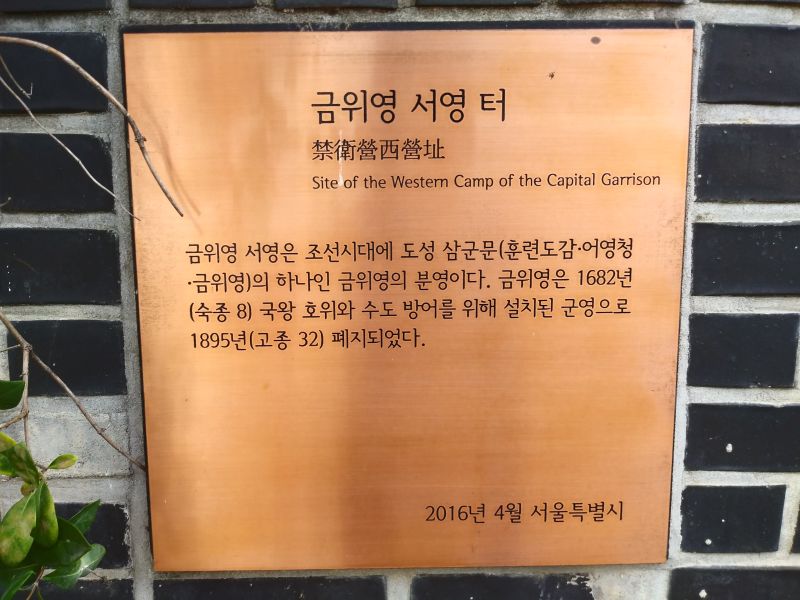 금위영 서영 터
禁衛營西營址
Site of the Western Camp of the Capital Garrison
금위영 서영은 조선시대에 도성 삼군문(훈련도감·어영청
·금위영)의 하나인 금위영의 분영이다. 금위영은 1682년
(숙종 8) 국왕 호위와 수도 방어를 위해 설치된 군영으로
1895년(고종 32) 폐지되었다.
2016년 4월 서울특별시